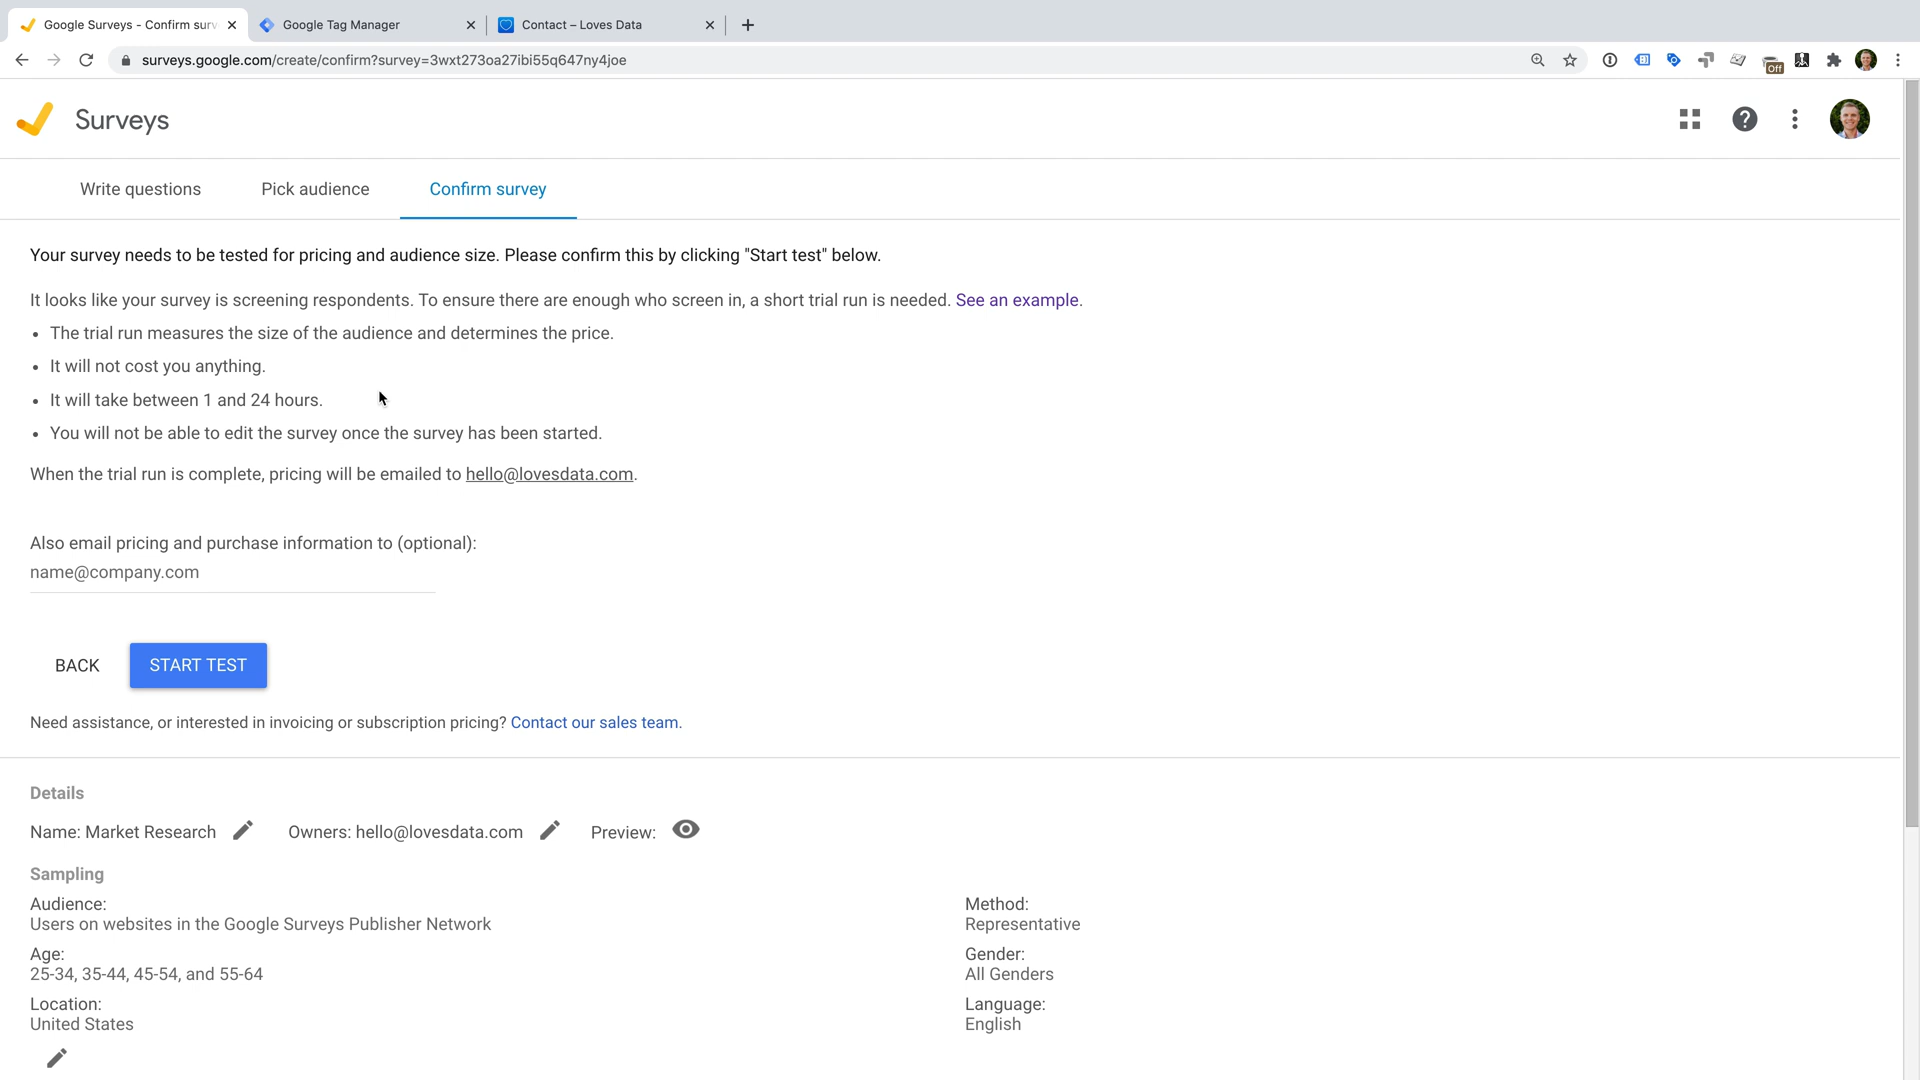 Google Surveys - Confirm surv
Google Tag Manager
Contact – Loves Data
surveys.google.com/create/confirm?survey=3wxt273oa27ibi55q647ny4joe
Off
Surveys
Write questions
Pick audience
Confirm survey
Your survey needs to be tested for pricing and audience size. Please confirm this by clicking "Start test" below.
It looks like your survey is screening respondents. To ensure there are enough who screen in, a short trial run is needed. See an example.
• The trial run measures the size of the audience and determines the price.
• It will not cost you anything.
• It will take between 1 and 24 hours.
• You will not be able to edit the survey once the survey has been started.
When the trial run is complete, pricing will be emailed to hello@lovesdata.com.
Also email pricing and purchase information to (optional):
name@company.com
BACK
START TEST
Need assistance, or interested in invoicing or subscription pricing? Contact our sales team.
Details
Name: Market Research
Owners: hello@lovesdata.com
Preview:
Sampling
Audience:
Users on websites in the Google Surveys Publisher Network
Method:
Representative
Age:
25-34, 35-44, 45-54, and 55-64
Gender:
All Genders
Location:
United States
Language:
English